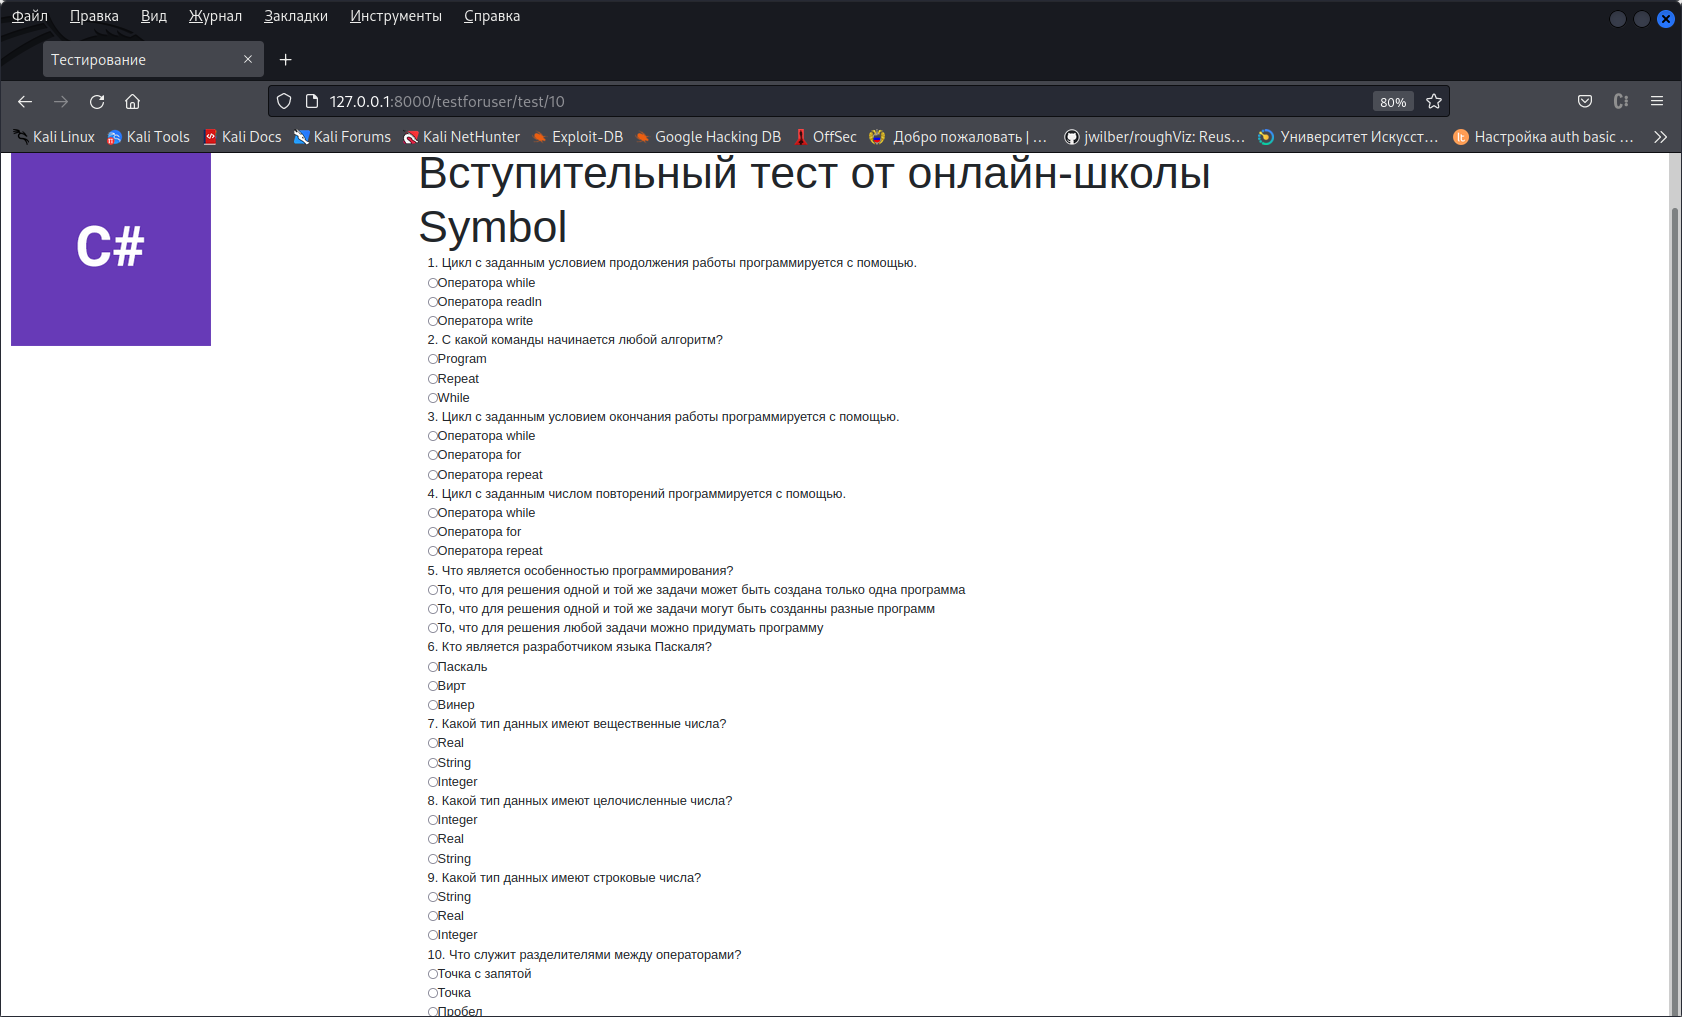 Файл Правка Вид Журнал Закладки Инструменты Справка
Тестирование
127.0.0.1:8000/testforuser/test/10 80%
Kali Linux Kali Tools Kali Docs Kali Forums Kali NetHunter Exploit-DB Google Hacking DB OffSec Добро пожаловать | ... jwilber/roughViz: Reus... Университет Искусст... Настройка auth basic ...
C#
Вступительный тест от онлайн-школы
Symbol
1. Цикл с заданным условием продолжения работы программируется с помощью.
Оператора while
Оператора readln
Оператора write
2. С какой команды начинается любой алгоритм?
Program
Repeat
While
3. Цикл с заданным условием окончания работы программируется с помощью.
Оператора while
Оператора for
Оператора repeat
4. Цикл с заданным числом повторений программируется с помощью.
Оператора while
Оператора for
Оператора repeat
5. Что является особенностью программирования?
То, что для решения одной и той же задачи может быть создана только одна программа
То, что для решения одной и той же задачи могут быть созданны разные программ
То, что для решения любой задачи можно придумать программу
6. Кто является разработчиком языка Паскаля?
Паскаль
Вирт
Винер
7. Какой тип данных имеют вещественные числа?
Real
String
Integer
8. Какой тип данных имеют целочисленные числа?
Integer
Real
String
9. Какой тип данных имеют строковые числа?
String
Real
Integer
10. Что служит разделителями между операторами?
Точка с запятой
Точка
Пробел